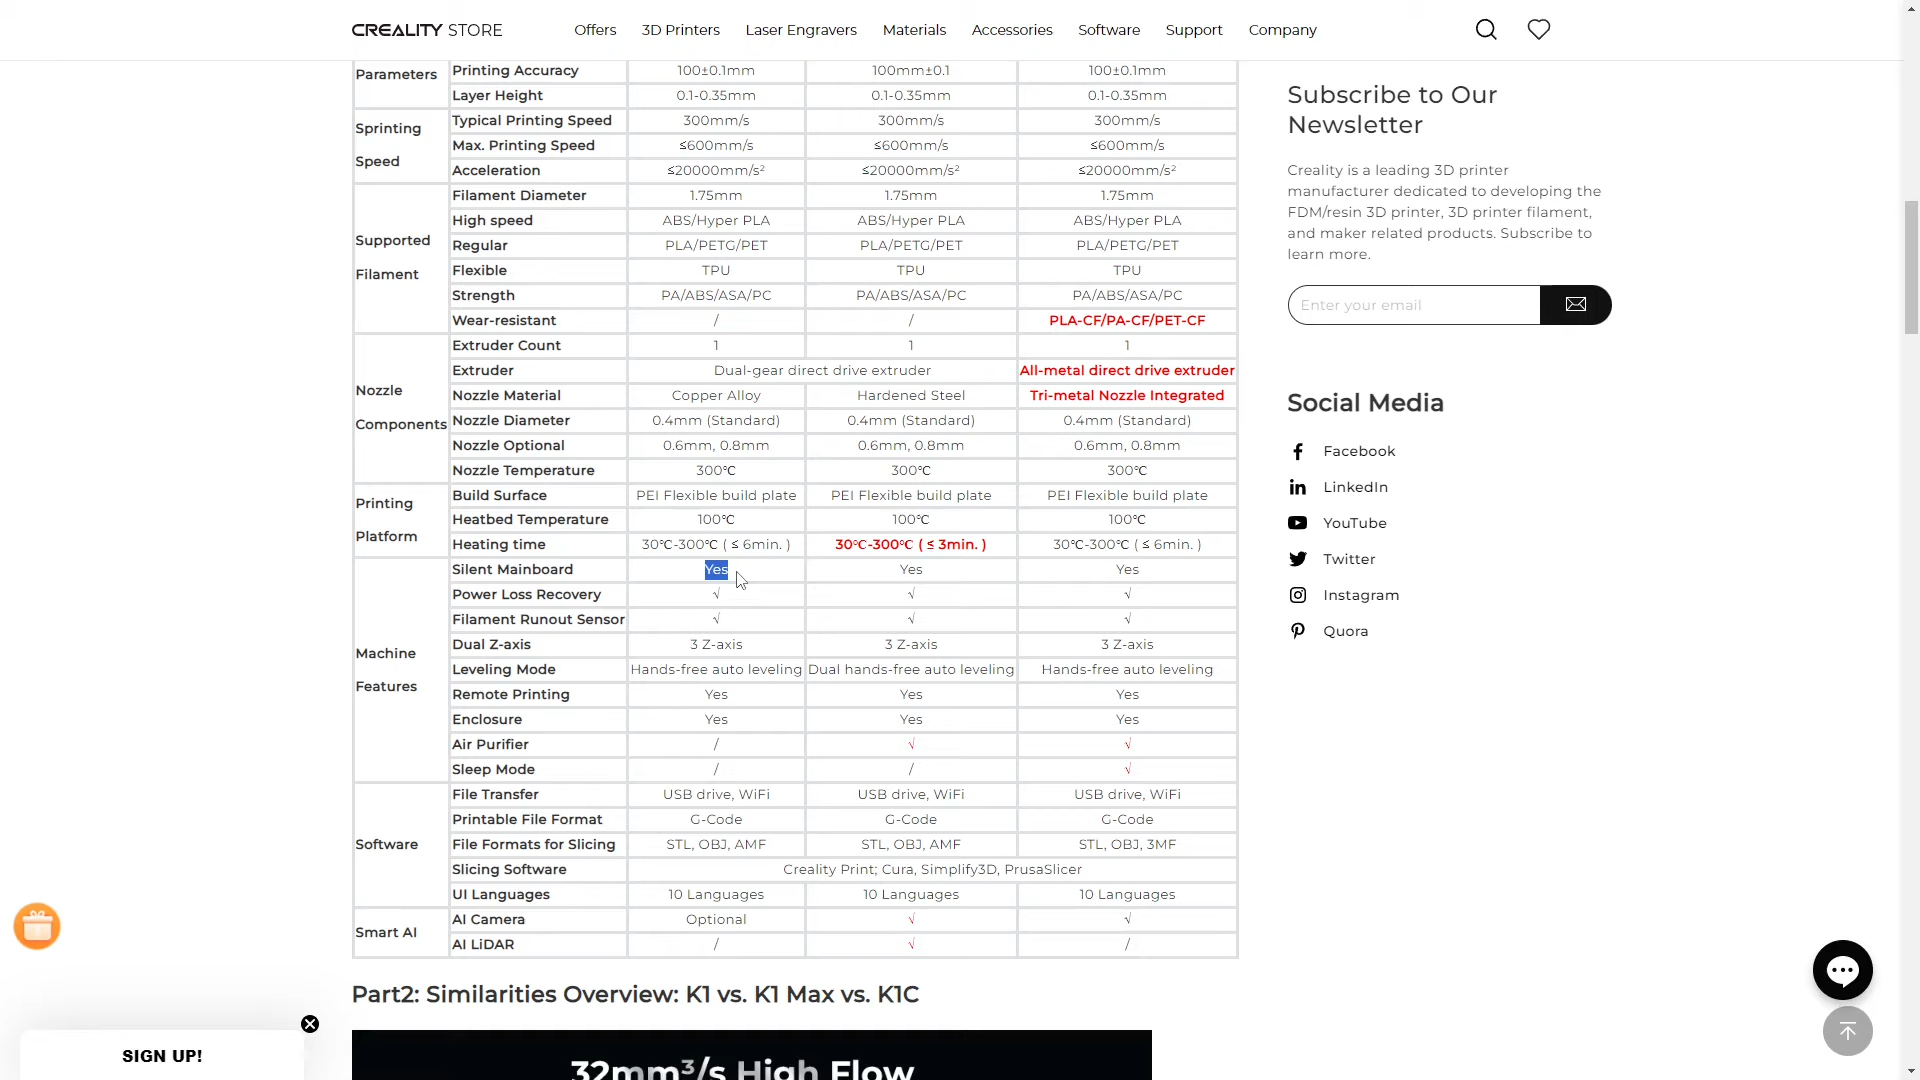 CREALITY STORE Offers 3D Printers Laser Engravers Materials Accessories Software Support Company
Parameters
Printing Accuracy 100±0.1mm 100mm±0.1 100±0.1mm
Layer Height 0.1-0.35mm 0.1-0.35mm 0.1-0.35mm
Sprinting
Speed
Typical Printing Speed 300mm/s 300mm/s 300mm/s
Max. Printing Speed ≤600mm/s ≤600mm/s ≤600mm/s
Acceleration ≤20000mm/s² ≤20000mm/s² ≤20000mm/s²
Supported
Filament
Filament Diameter 1.75mm 1.75mm 1.75mm
High speed ABS/Hyper PLA ABS/Hyper PLA ABS/Hyper PLA
Regular PLA/PETG/PET PLA/PETG/PET PLA/PETG/PET
Flexible TPU TPU TPU
Strength PA/ABS/ASA/PC PA/ABS/ASA/PC PA/ABS/ASA/PC
Wear-resistant / / PLA-CF/PA-CF/PET-CF
Nozzle
Components
Extruder Count 1 1 1
Extruder Dual-gear direct drive extruder All-metal direct drive extruder
Nozzle Material Copper Alloy Hardened Steel Tri-metal Nozzle Integrated
Nozzle Diameter 0.4mm (Standard) 0.4mm (Standard) 0.4mm (Standard)
Nozzle Optional 0.6mm, 0.8mm 0.6mm, 0.8mm 0.6mm, 0.8mm
Nozzle Temperature 300℃ 300℃ 300℃
Printing
Platform
Build Surface PEI Flexible build plate PEI Flexible build plate PEI Flexible build plate
Heatbed Temperature 100℃ 100℃ 100℃
Heating time 30℃-300℃ ( ≤ 6min. ) 30℃-300℃ ( ≤ 3min. ) 30℃-300℃ ( ≤ 6min. )
Machine
Features
Silent Mainboard Yes Yes Yes
Power Loss Recovery √ √ √
Filament Runout Sensor √ √ √
Dual Z-axis 3 Z-axis 3 Z-axis 3 Z-axis
Leveling Mode Hands-free auto leveling Dual hands-free auto leveling Hands-free auto leveling
Remote Printing Yes Yes Yes
Enclosure Yes Yes Yes
Air Purifier / √ √
Sleep Mode / / √
Software
File Transfer USB drive, WiFi USB drive, WiFi USB drive, WiFi
Printable File Format G-Code G-Code G-Code
File Formats for Slicing STL, OBJ, AMF STL, OBJ, AMF STL, OBJ, 3MF
Slicing Software Creality Print; Cura, Simplify3D, PrusaSlicer
UI Languages 10 Languages 10 Languages 10 Languages
Smart AI
AI Camera Optional √ √
AI LiDAR / √ /
Part2: Similarities Overview: K1 vs. K1 Max vs. K1C
32mm³/s High Flow
Subscribe to Our
Newsletter
Creality is a leading 3D printer
manufacturer dedicated to developing the
FDM/resin 3D printer, 3D printer filament,
and maker related products. Subscribe to
learn more.
Enter your email
Social Media
Facebook
LinkedIn
YouTube
Twitter
Instagram
Quora
SIGN UP!